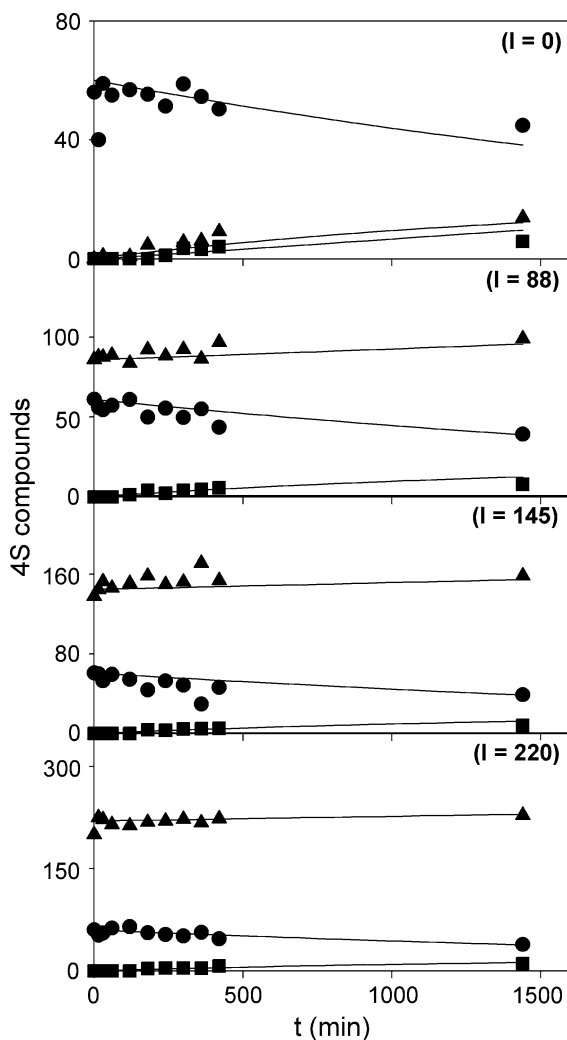 80
(I = 0)
40
0
(I = 88)
100
50
0
(I = 145)
160
80
0
(I = 220)
300
150
0
0
500
1000
1500
t (min)
4S compounds